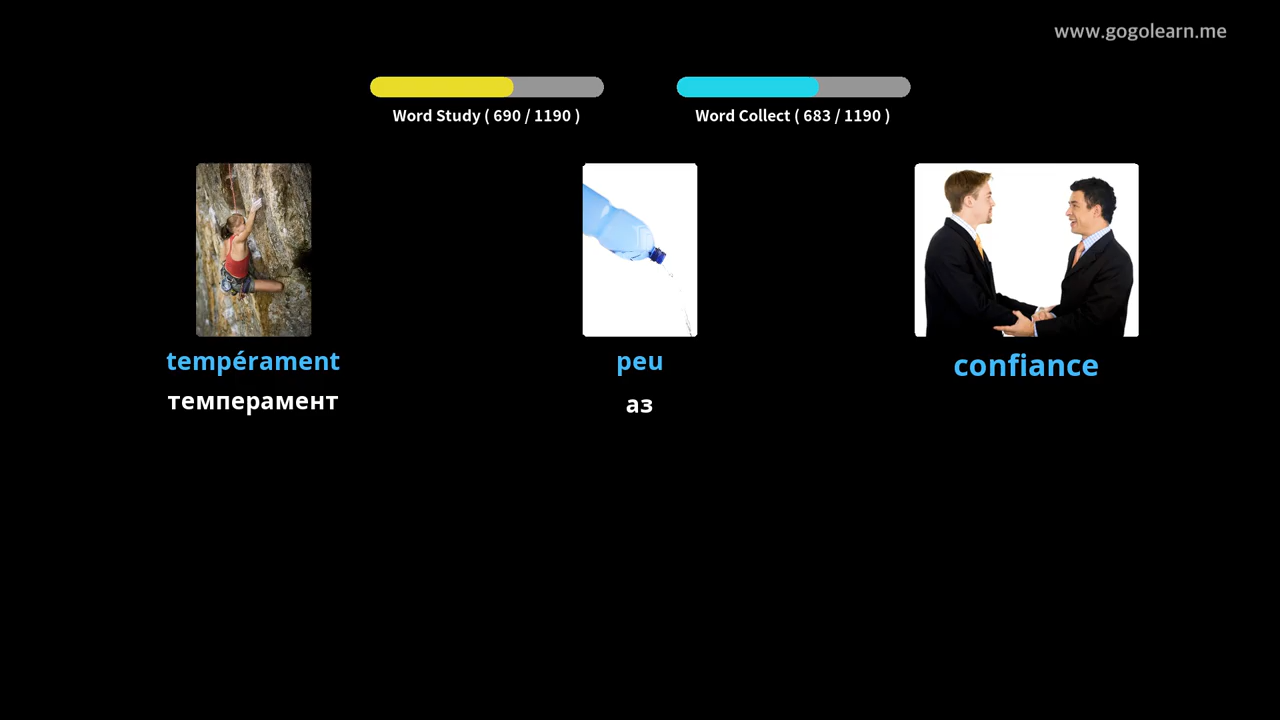 www.gogolearn.me
Word Study ( 690 / 1190 )
Word Collect ( 683 / 1190 )
tempérament
peu
confiance
темперамент
аз